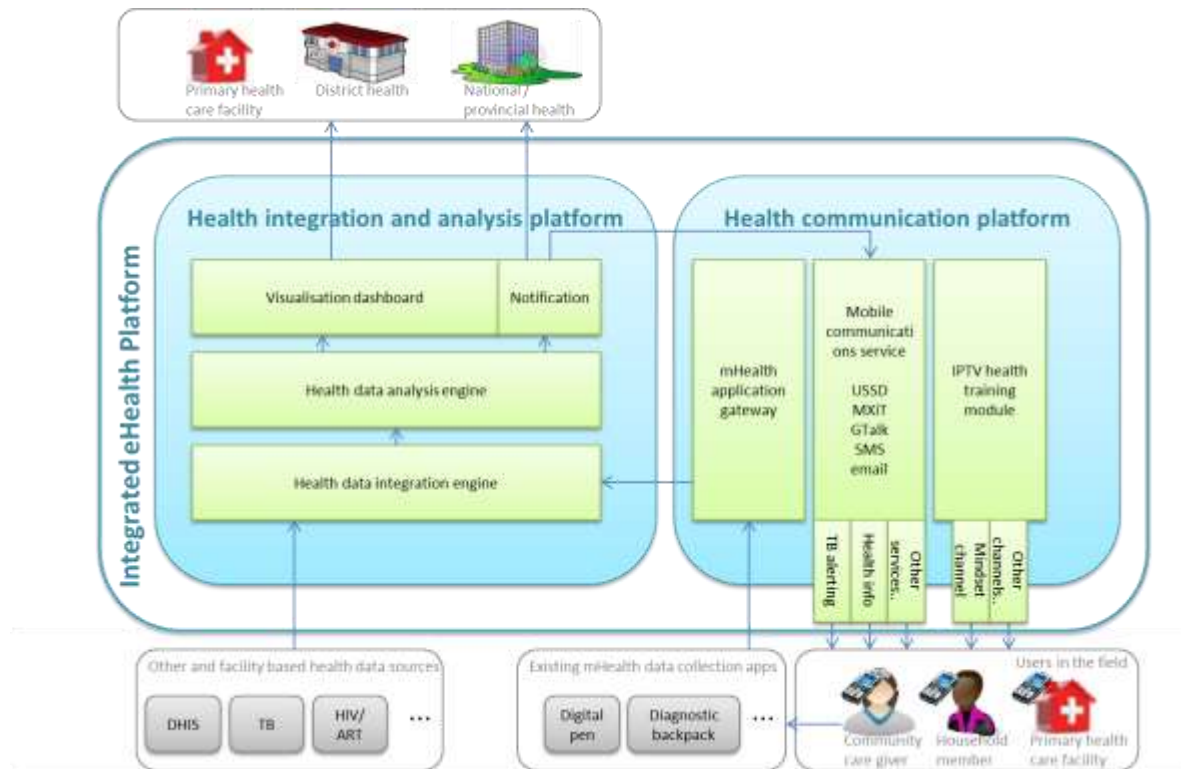 Primary health
care facility
District health
National/
provincial health
Integrated eHealth Platform
Health integration and analysis platform
Visualisation dashboard
Notification
Health data analysis engine
Health data integration engine
Health communication platform
mHealth
application
gateway
Mobile
communicati
ons service
USSD
MXiT
GTalk
SMS
email
IPTV health
training
module
TB alerting
Health info
Other
services..
Mindset
channel
Other
channels..
Other and facility based health data sources
DHIS
TB
HIV/
ART
...
Existing mHealth data collection apps
Digital
pen
Diagnostic
backpack
...
Users in the field
Community
care giver
Household
member
Primary health
care facility